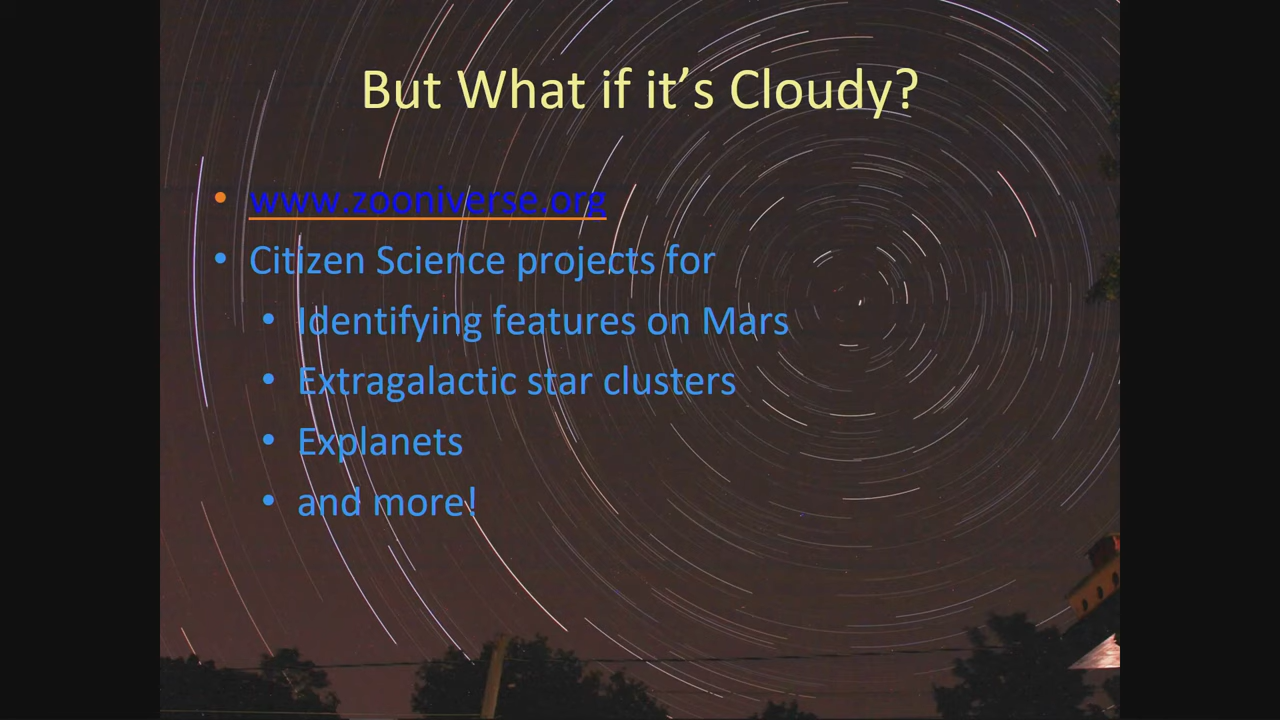 But What if it’s Cloudy?
• www.zooniverse.org
• Citizen Science projects for
• Identifying features on Mars
• Extragalactic star clusters
• Explanets
• and more!